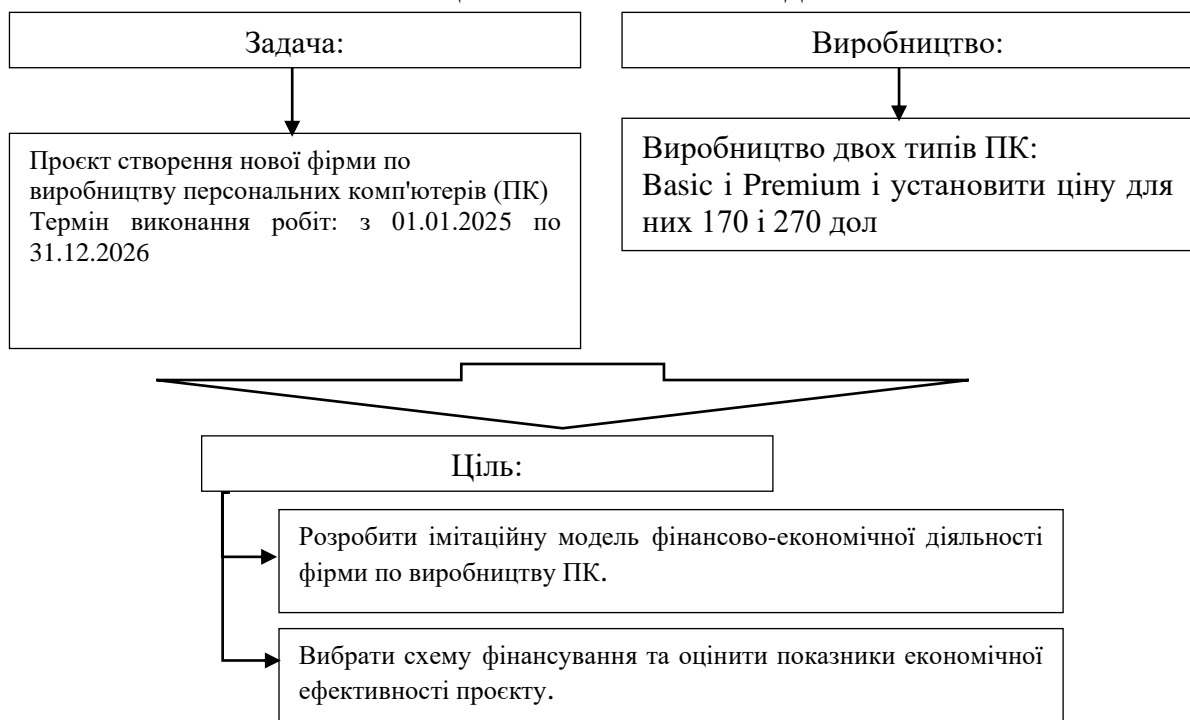 Задача:
Виробництво:
Проєкт створення нової фірми по
виробництву персональних комп'ютерів (ПК)
Термін виконання робіт: з 01.01.2025 по
31.12.2026
Виробництво двох типів ПК:
Basic i Premium і установити ціну для
них 170 і 270 дол
Ціль:
Розробити імітаційну модель фінансово-економічної діяльності
фірми по виробництву ПК.
Вибрати схему фінансування та оцінити показники економічної
ефективності проєкту.